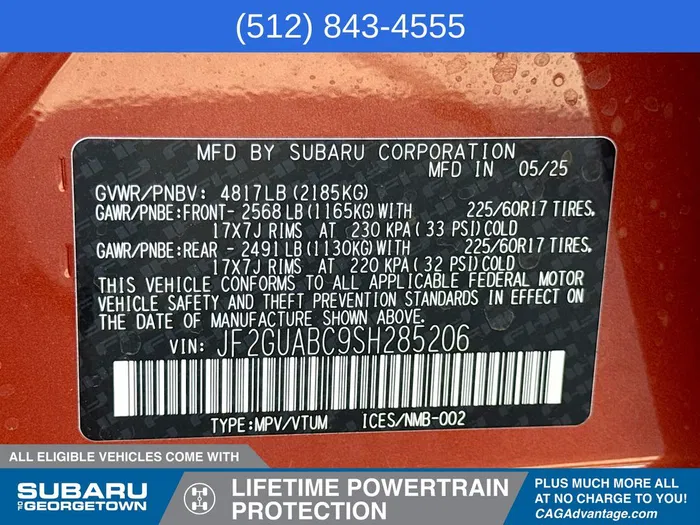 (512) 843-4555
MFD BY SUBARU CORPORATION
MFD IN 05/25
GVWR/PNBV: 4817LB (2185KG)
GAWR/PNBE:FRONT- 2568 LB (1165KG)WITH 225/60R17 TIRES.
17X7J RIMS AT 230 KPA ( 33 PSI)COLD
GAWR/PNBE:REAR - 2491LB (1130KG)WITH 225/60R17 TIRES.
17X7J RIMS AT 220 KPA ( 32 PSI)COLD
THIS VEHICLE CONFORMS TO ALL APPLICABLE FEDERAL MOTOR
VEHICLE SAFETY AND THEFT PREVENTION STANDARDS IN EFFECT ON
THE DATE OF MANUFACTURE SHOWN ABOVE.
VIN: JF2GUABC9SH285206
TYPE:MPV/VTUM ICES/NMB-002
ALL ELIGIBLE VEHICLES COME WITH
SUBARU
OF GEORGETOWN
LIFETIME POWERTRAIN
PROTECTION
PLUS MUCH MORE ALL
AT NO CHARGE TO YOU!
CAGAdvantage.com